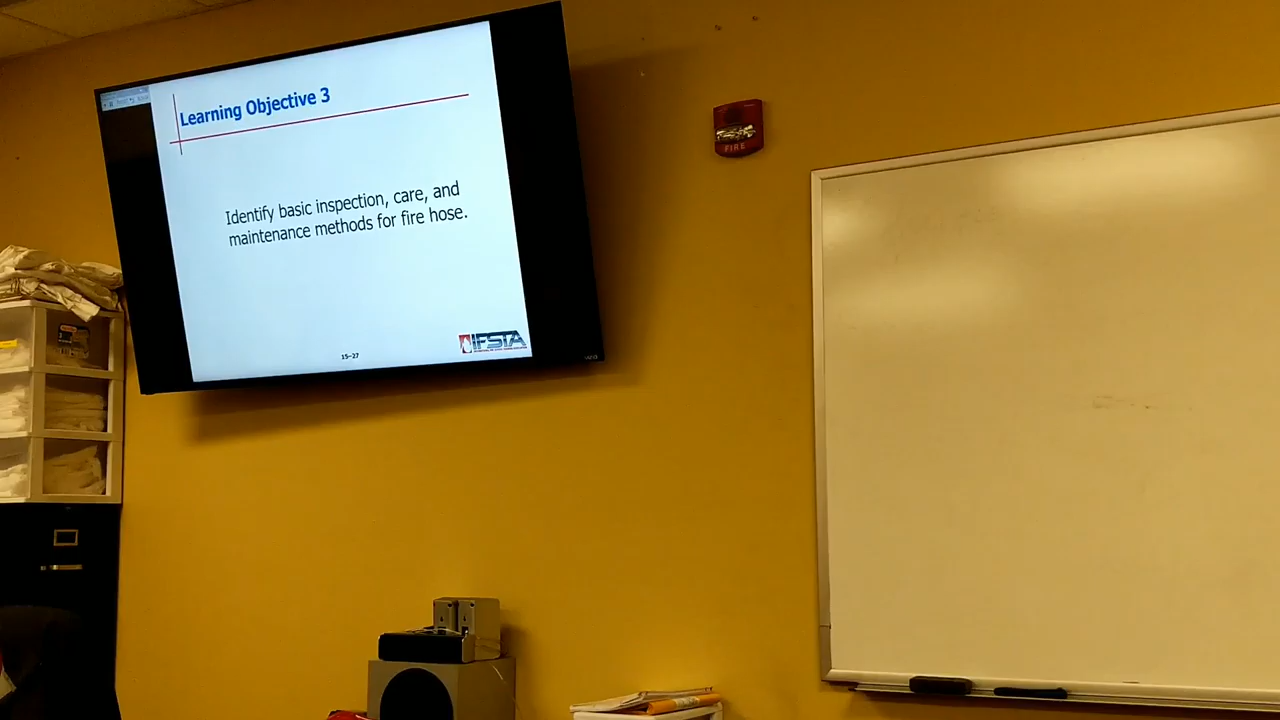 Learning Objective 3
Identify basic inspection, care, and
maintenance methods for fire hose.
15–27
IFSTA
FIRE